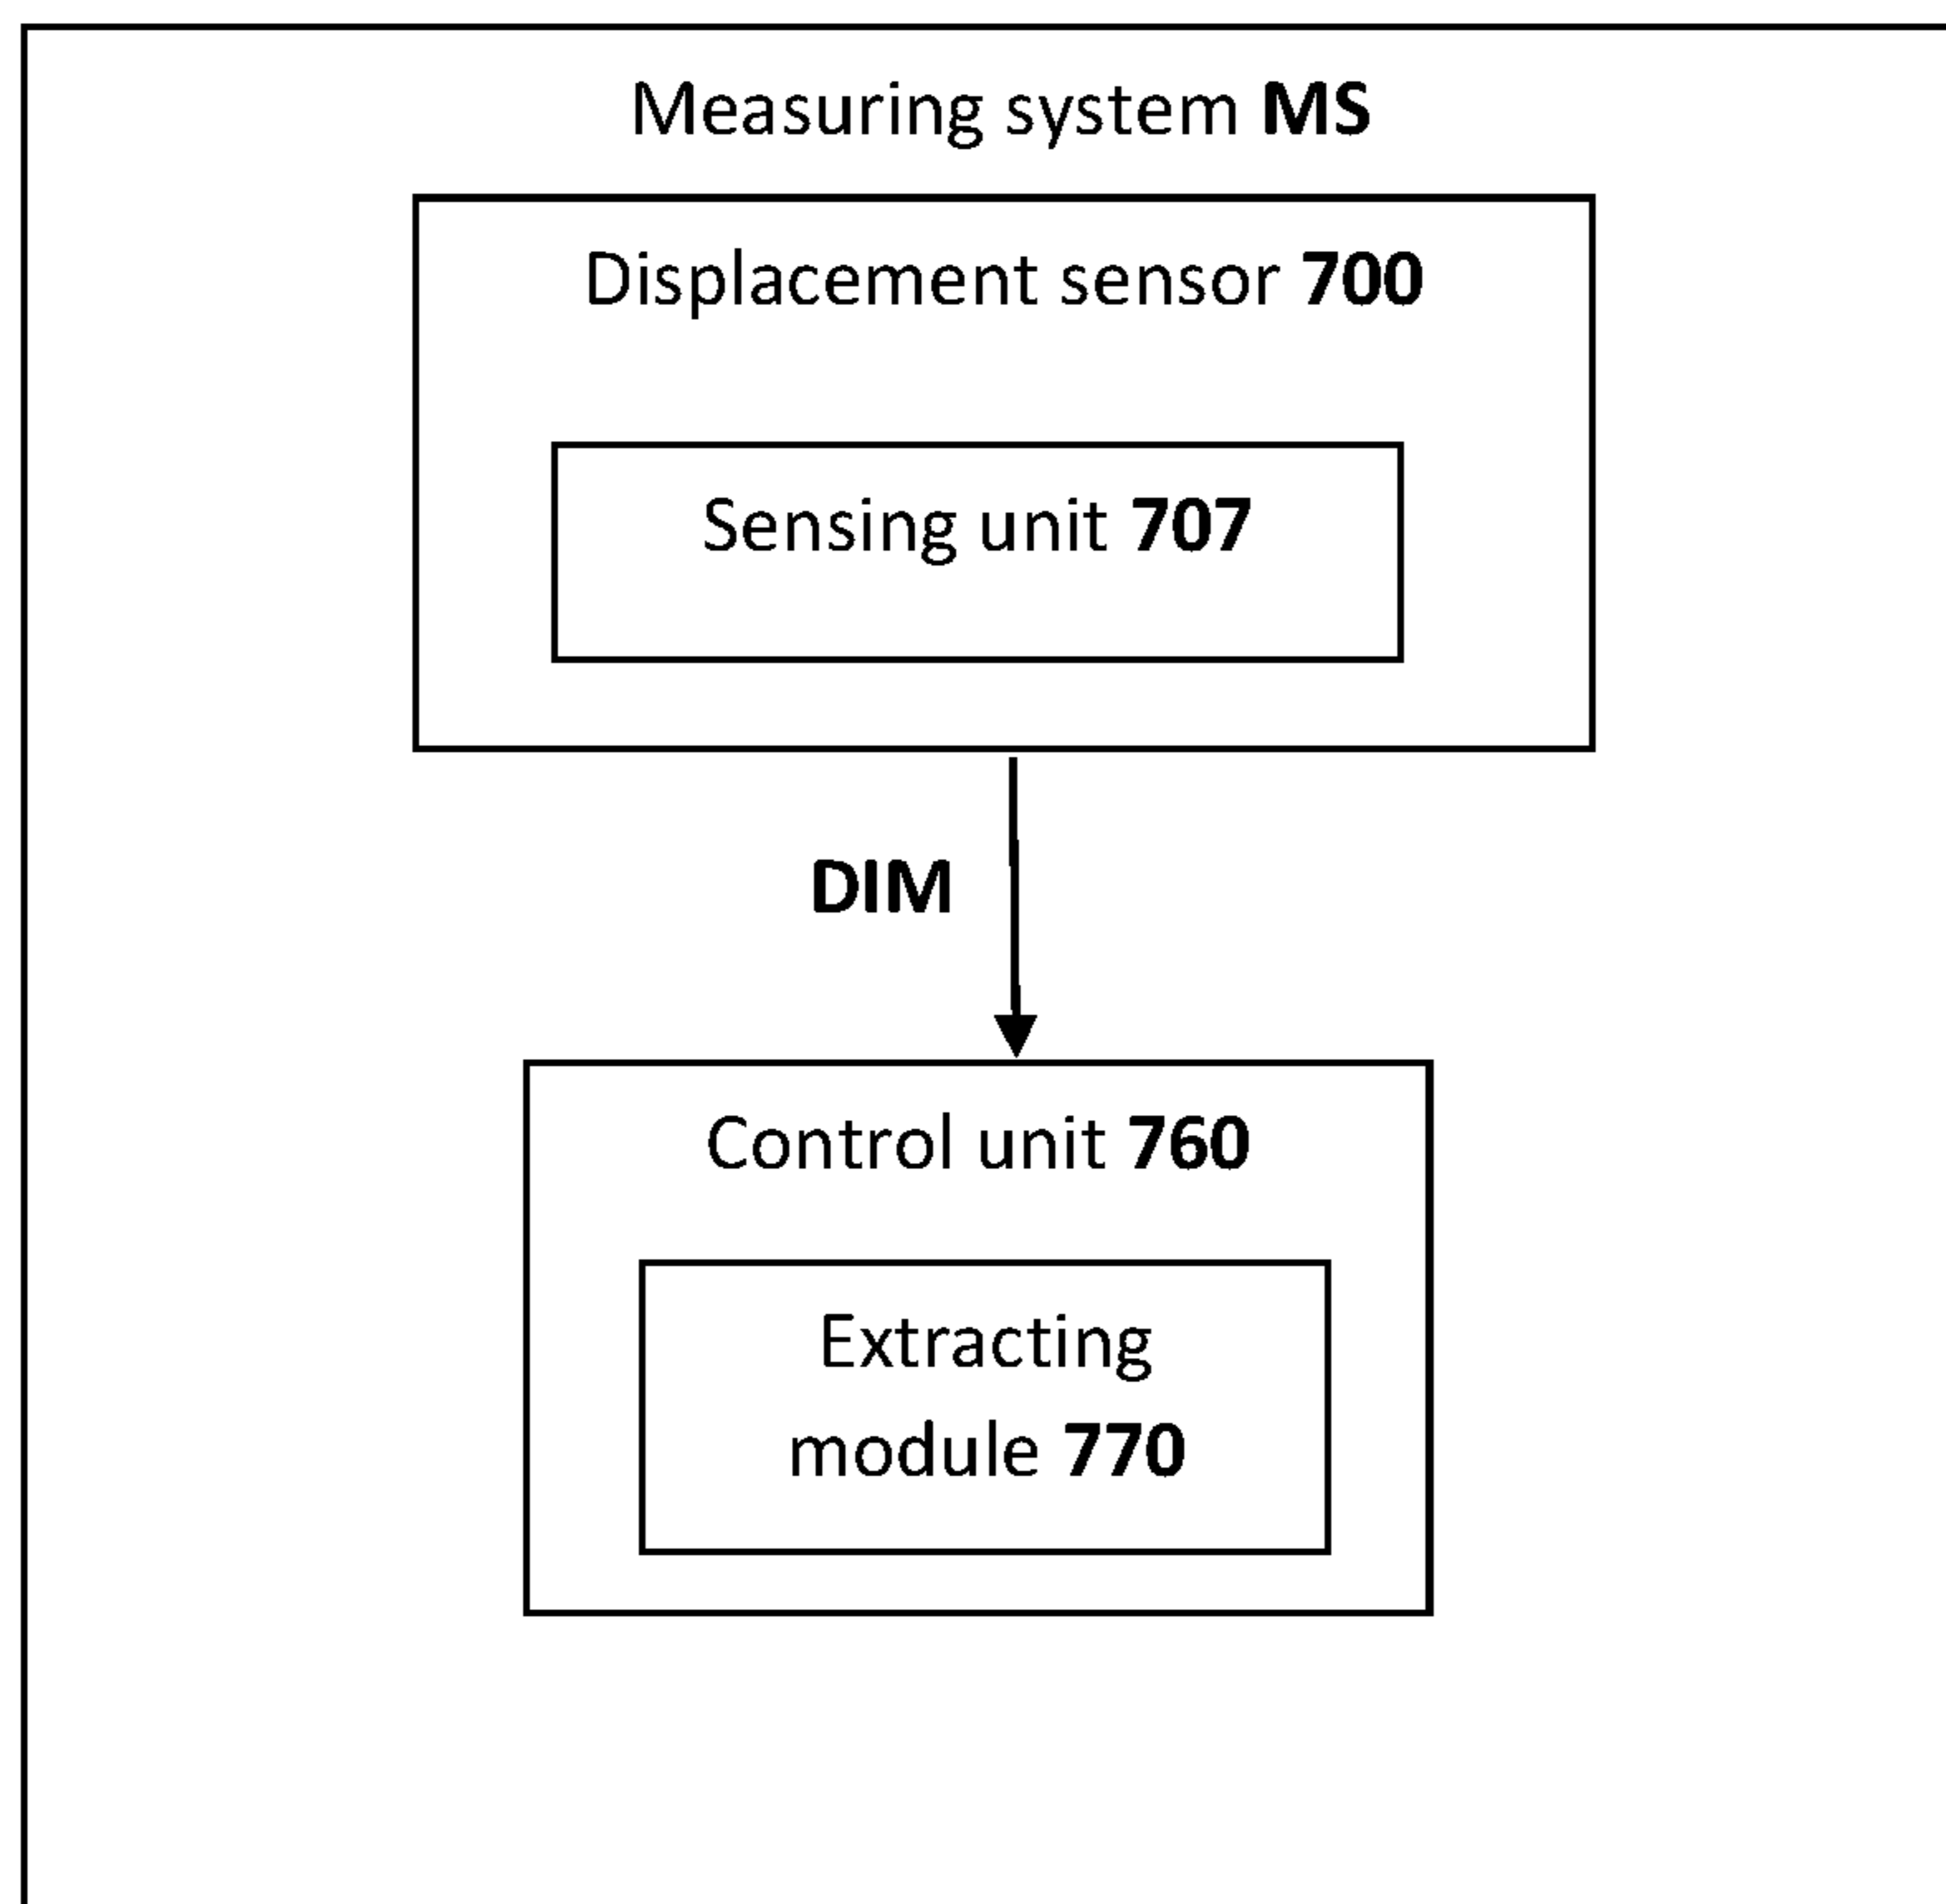 Measuring system MS
Displacement sensor 700
Sensing unit 707
DIM
Control unit 760
Extracting
module 770